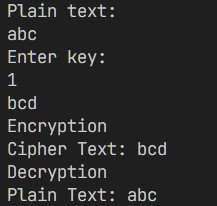 Plain text:
abc
Enter key:
1
bcd
Encryption
Cipher Text: bcd
Decryption
Plain Text: abc